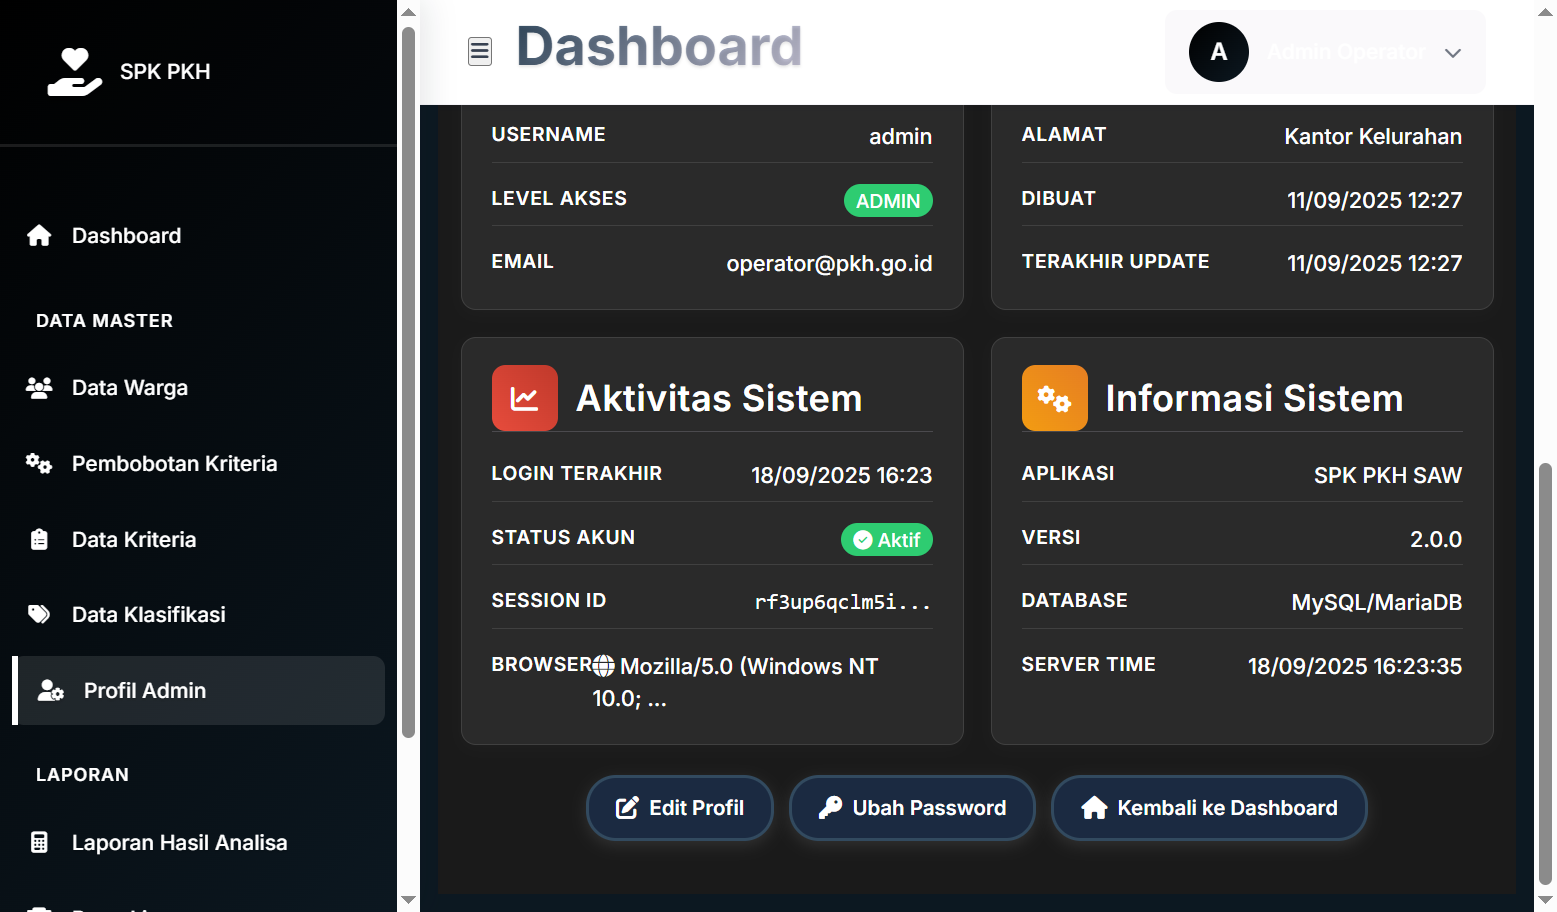 SPK PKH
Dashboard
DATA MASTER
Data Warga
Pembobotan Kriteria
Data Kriteria
Data Klasifikasi
Profil Admin
LAPORAN
Laporan Hasil Analisa
Dashboard
A Admin Operator
USERNAME admin
LEVEL AKSES ADMIN
EMAIL operator@pkh.go.id
ALAMAT Kantor Kelurahan
DIBUAT 11/09/2025 12:27
TERAKHIR UPDATE 11/09/2025 12:27
Aktivitas Sistem
LOGIN TERAKHIR 18/09/2025 16:23
STATUS AKUN Aktif
SESSION ID rf3up6qclm5i...
BROWSER Mozilla/5.0 (Windows NT
10.0; ...
Informasi Sistem
APLIKASI SPK PKH SAW
VERSI 2.0.0
DATABASE MySQL/MariaDB
SERVER TIME 18/09/2025 16:23:35
Edit Profil
Ubah Password
Kembali ke Dashboard